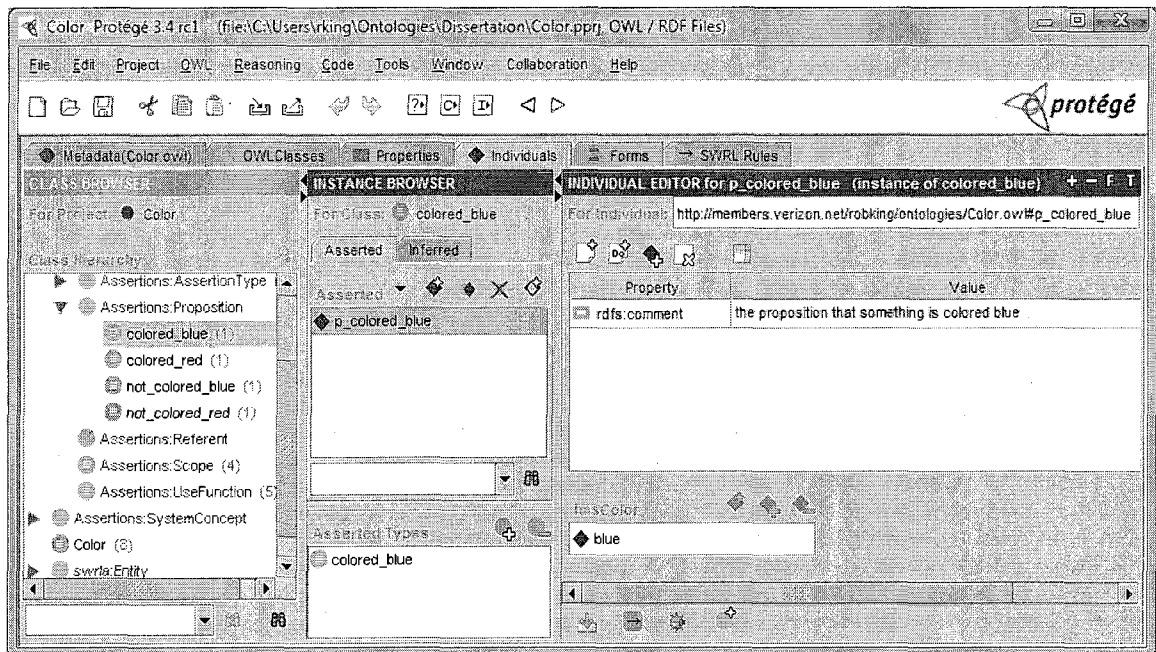 Color Protégé 3.4 rc1 (file:\C:\Users\rking\Ontologies\Dissertation\Color.pprj, OWL / RDF Files)
File Edit Project OWL Reasoning Code Tools Window Collaboration Help
protégé
Metadata(Color.owl) OWLClasses Properties Individuals Forms SWRL Rules
CLASS BROWSER
For Project: Color
Class Hierarchy
Assertions:AssertionType
Assertions:Proposition
colored_blue (1)
colored_red (1)
not_colored_blue (1)
not_colored_red (1)
Assertions:Referent
Assertions:Scope (4)
Assertions:UseFunction (5)
Assertions:SystemConcept
Color (3)
swrla:Entity
INSTANCE BROWSER
For Class: colored_blue
Asserted Inferred
Asserted
p_colored_blue
Asserted Types
colored_blue
INDIVIDUAL EDITOR for p_colored_blue (instance of colored_blue) + - F T
For Individual: http://members.verizon.net/robking/ontologies/Color.owl#p_colored_blue
Property Value
rdfs:comment the proposition that something is colored blue
hasColor
blue